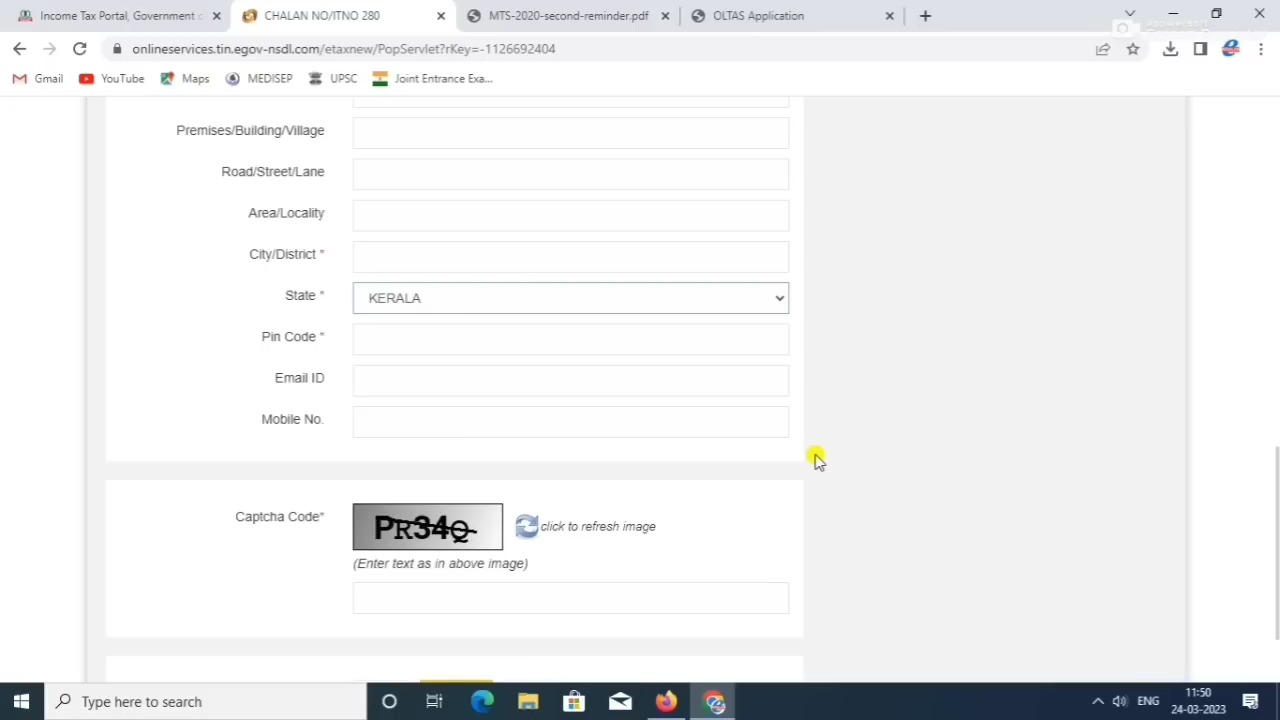 Income Tax Portal, Government o
CHALAN NO/ITNO 280
MTS-2020-second-reminder.pdf
OLTAS Application
onlineservices.tin.egov-nsdl.com/etaxnew/PopServlet?rKey=-1126692404
Gmail
YouTube
Maps
MEDISEP
UPSC
Joint Entrance Exa...
Premises/Building/Village
Road/Street/Lane
Area/Locality
City/District *
State *
KERALA
Pin Code *
Email ID
Mobile No.
Captcha Code*
PR34Q
click to refresh image
(Enter text as in above image)
Type here to search
ENG
11:50
24-03-2023